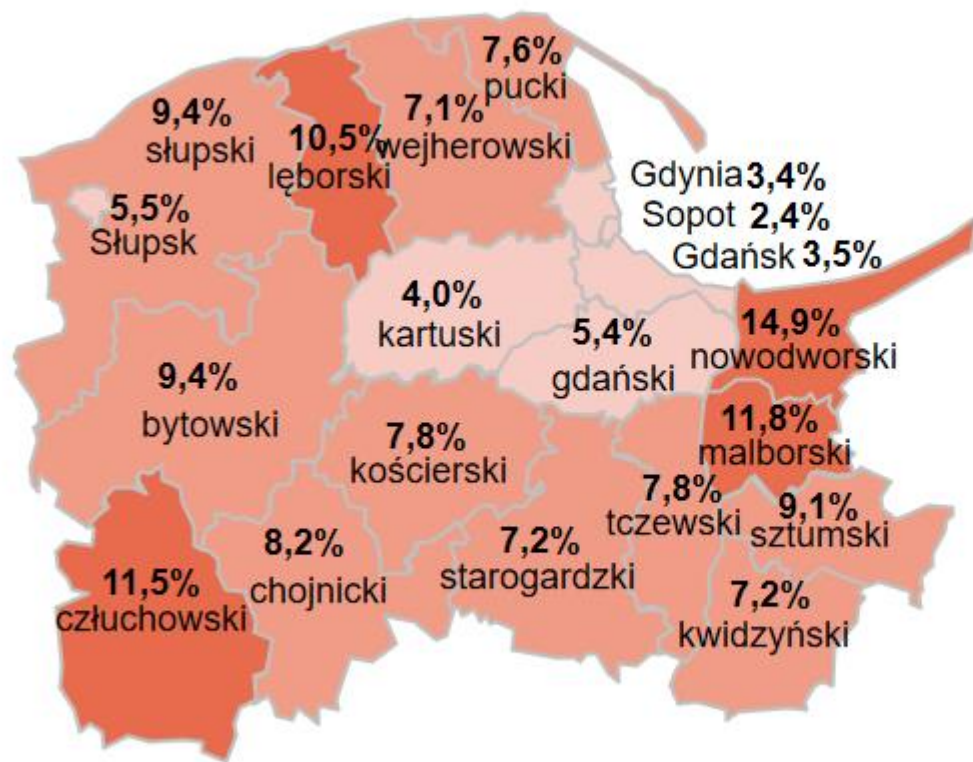 7,6%
pucki
9,4%
słupski
7,1%
wejherowski
10,5%
lęborski
Gdynia 3,4%
Sopot 2,4%
Gdańsk 3,5%
5,5%
Słupsk
4,0%
kartuski
5,4%
gdański
14,9%
nowodworski
9,4%
bytowski
7,8%
kościerski
11,8%
malborski
7,8%
tczewski
9,1%
sztumski
8,2%
chojnicki
7,2%
starogardzki
11,5%
człuchowski
7,2%
kwidzyński